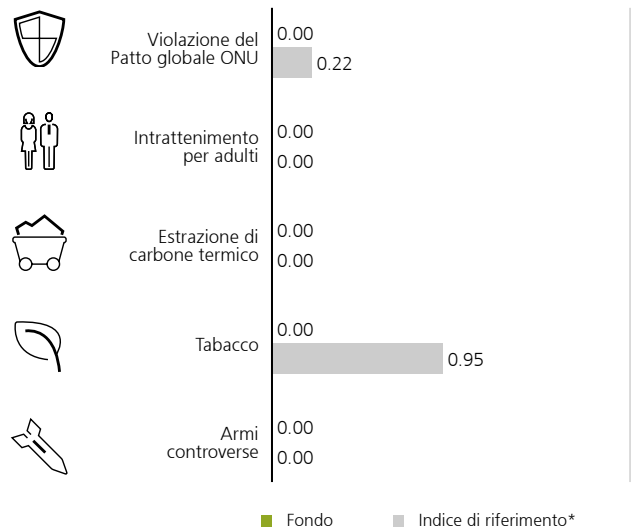 Violazione del
Patto globale ONU
0.00
0.22
Intrattenimento
per adulti
0.00
0.00
Estrazione di
carbone termico
0.00
0.00
Tabacco
0.00
0.95
Armi
controverse
0.00
0.00
Fondo
Indice di riferimento*